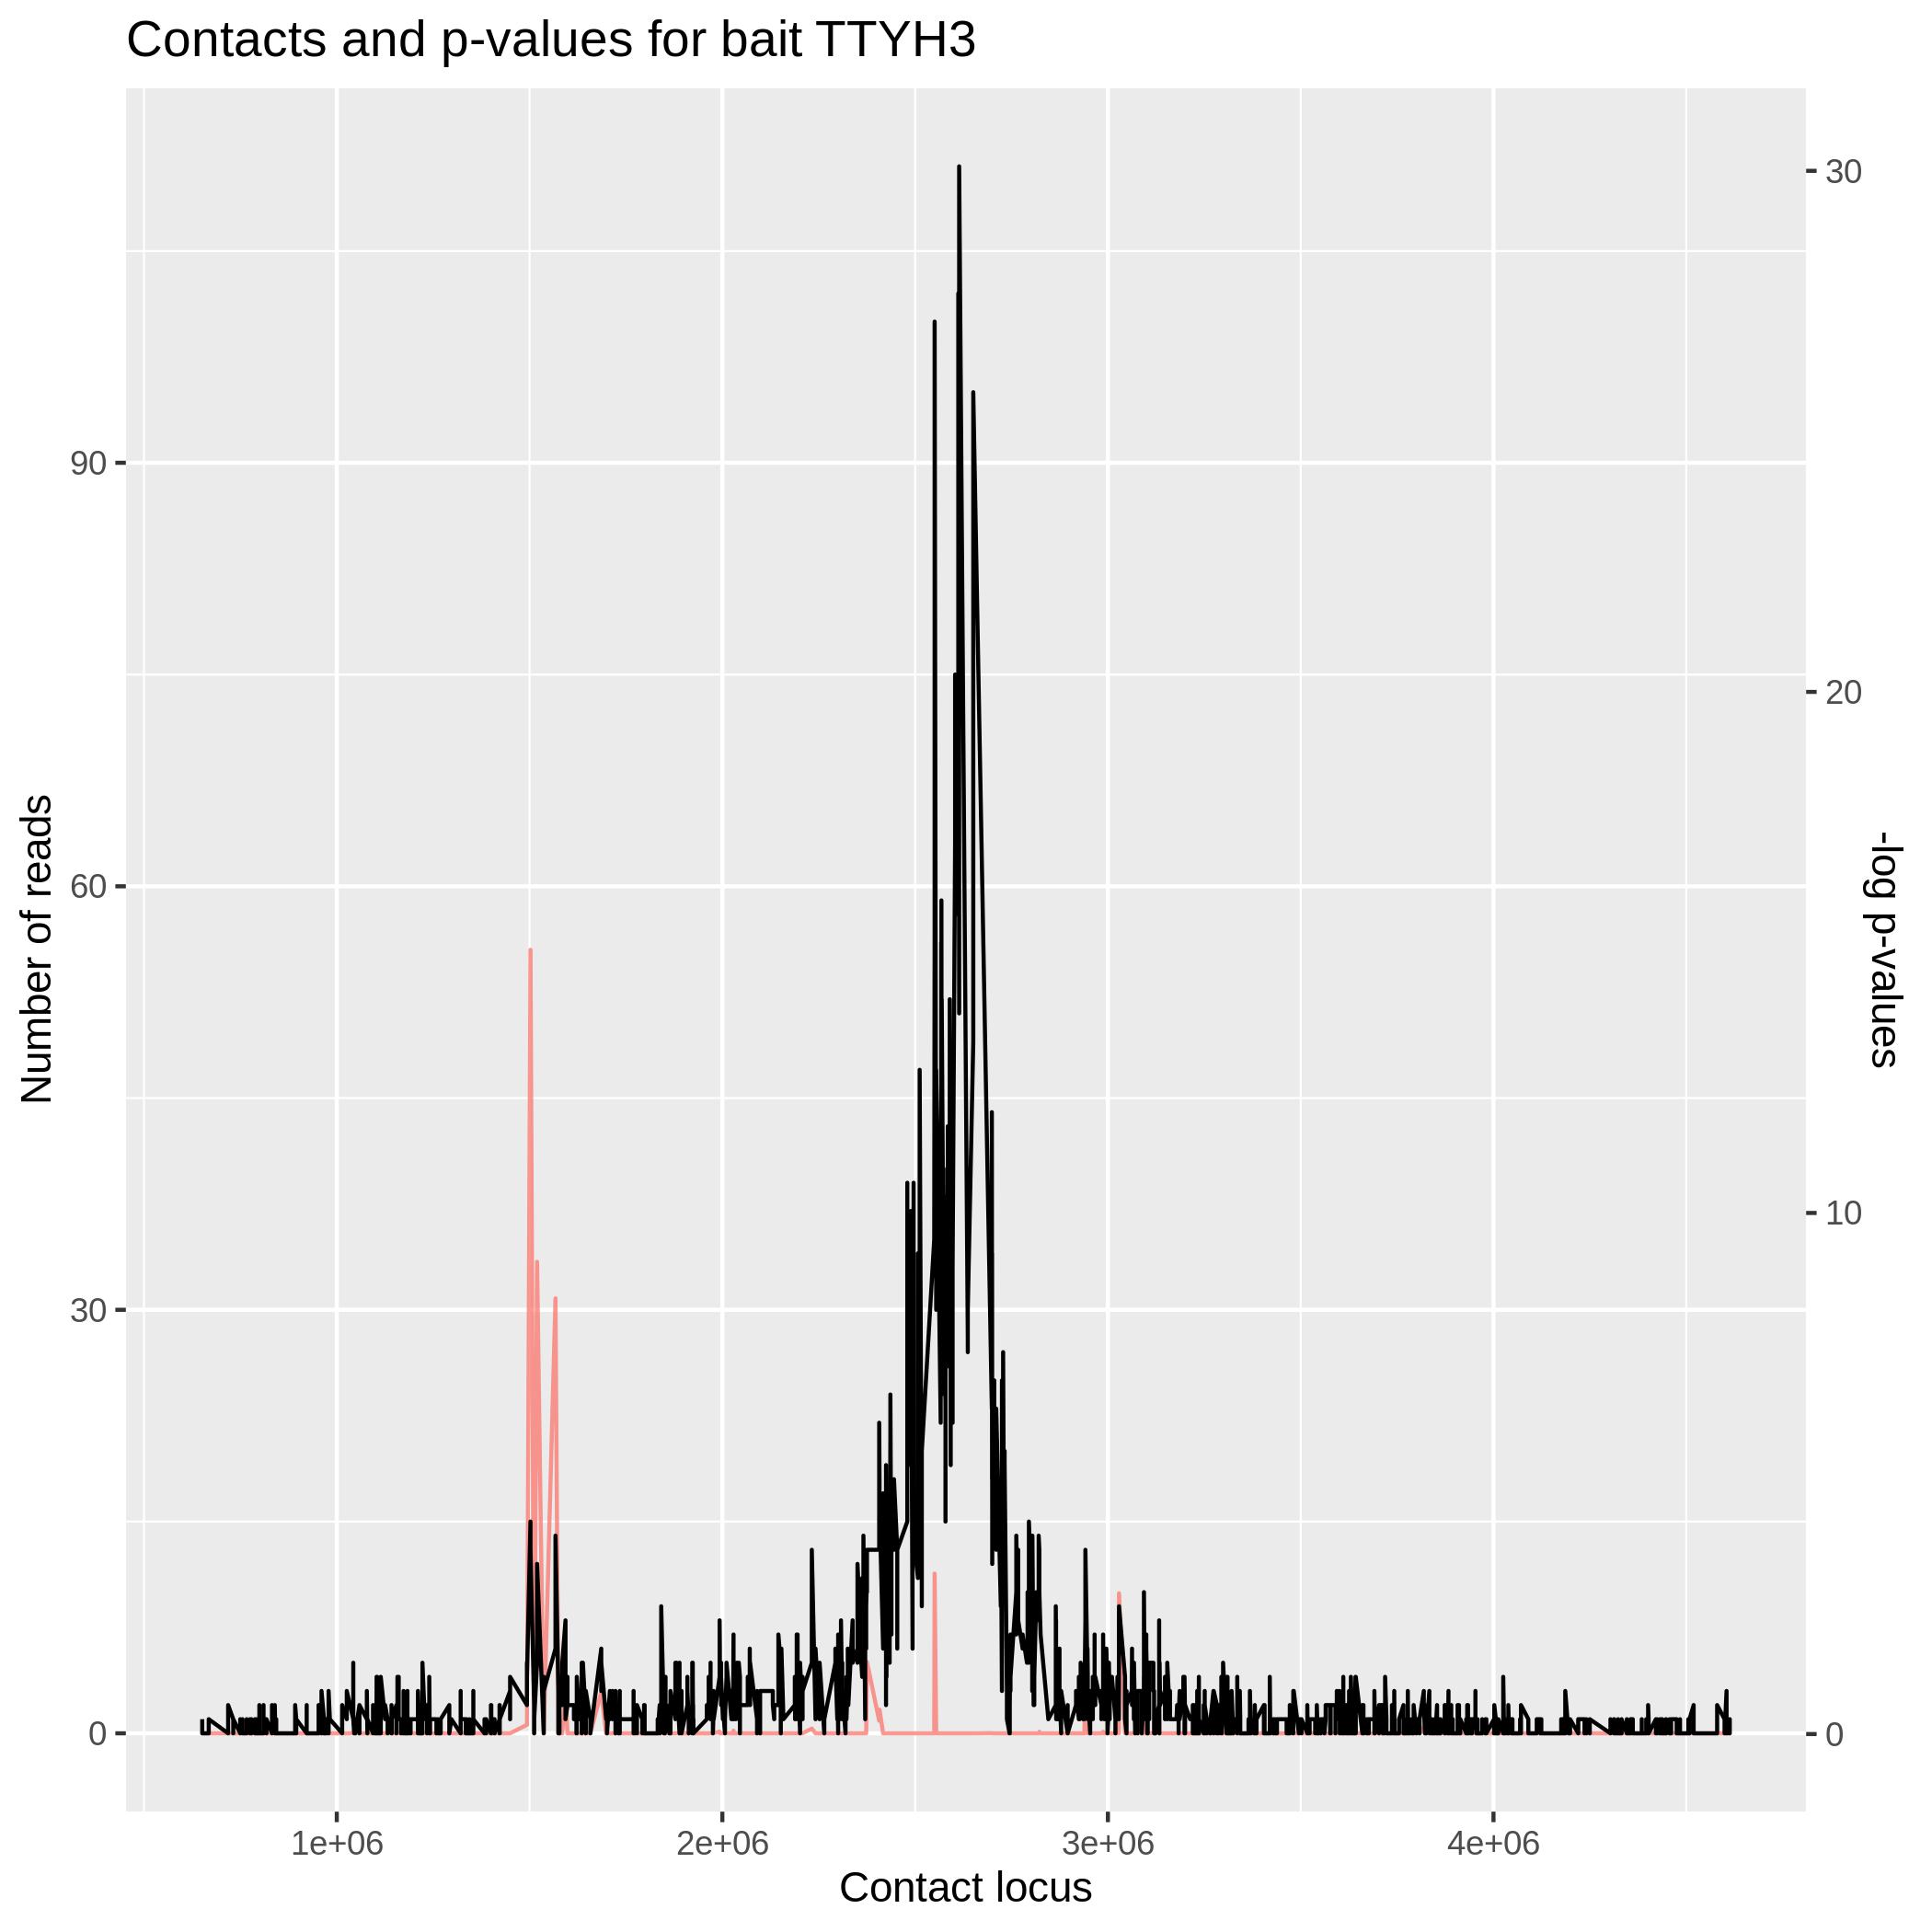 Contacts and p-values for bait TTYH3
Number of reads
90
60
30
0
30
20
10
0
-log p-values
1e+06
2e+06
3e+06
4e+06
Contact locus